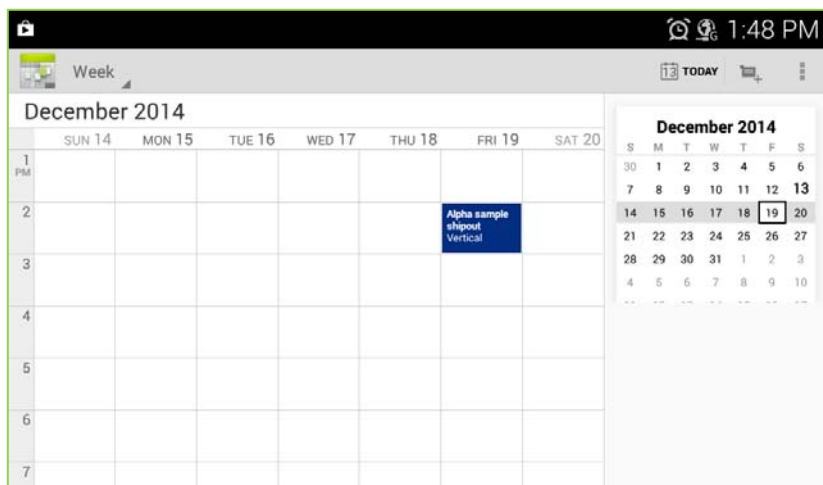 1:48 PM
Week
13 TODAY
December 2014
SUN 14 MON 15 TUE 16 WED 17 THU 18 FRI 19 SAT 20
1 PM
2
Alpha sample
shipout
Vertical
3
4
5
6
7
December 2014
S M T W T F S
30 1 2 3 4 5 6
7 8 9 10 11 12 13
14 15 16 17 18 19 20
21 22 23 24 25 26 27
28 29 30 31 1 2 3
4 5 6 7 8 9 10